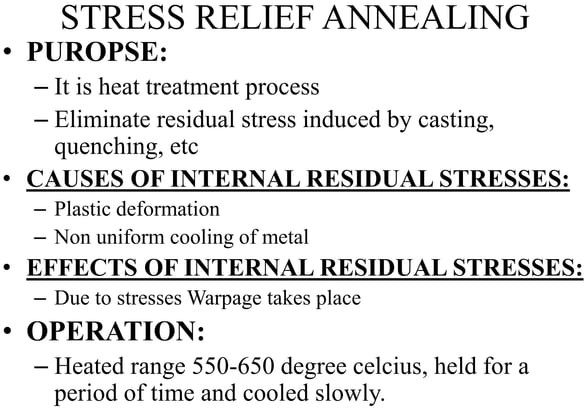 STRESS RELIEF ANNEALING
• PUROPSE:
– It is heat treatment process
– Eliminate residual stress induced by casting,
quenching, etc
• CAUSES OF INTERNAL RESIDUAL STRESSES:
– Plastic deformation
– Non uniform cooling of metal
• EFFECTS OF INTERNAL RESIDUAL STRESSES:
– Due to stresses Warpage takes place
• OPERATION:
– Heated range 550-650 degree celcius, held for a
period of time and cooled slowly.